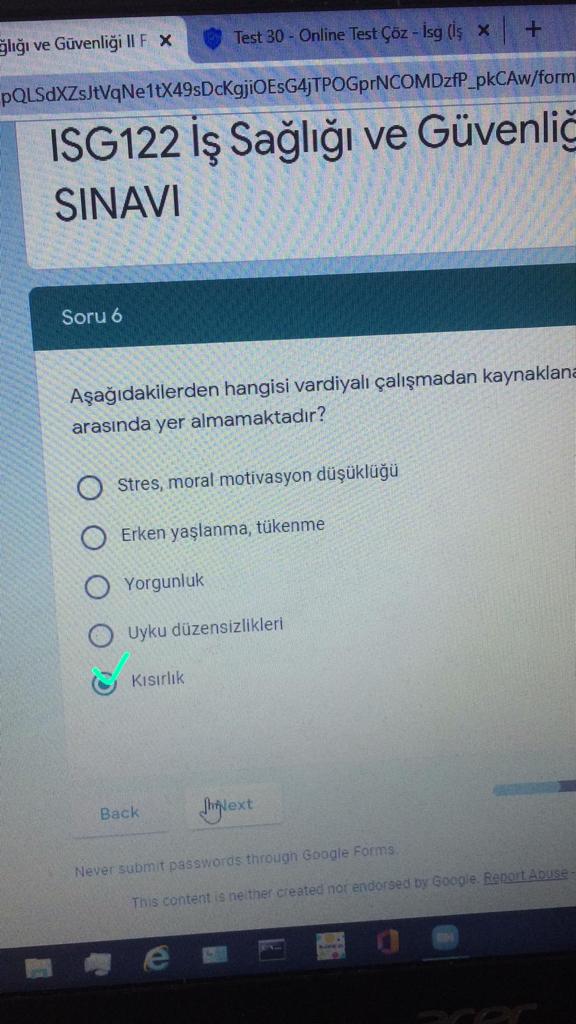 ğlığı ve Güvenliği II F
Test 30 - Online Test Çöz - İsg (İş
pQLSdXZsJtVqNe1tX49sDcKgjiOEsG4jTPOGprNCOMDzfP_pkCAw/form
ISG122 İş Sağlığı ve Güvenliğ
SINAVI
Soru 6
Aşağıdakilerden hangisi vardiyalı çalışmadan kaynaklana
arasında yer almamaktadır?
Stres, moral motivasyon düşüklüğü
Erken yaşlanma, tükenme
Yorgunluk
Uyku düzensizlikleri
Kısırlık
Back
Next
Never submit passwords through Google Forms.
This content is neither created nor endorsed by Google. Report Abuse -
acer